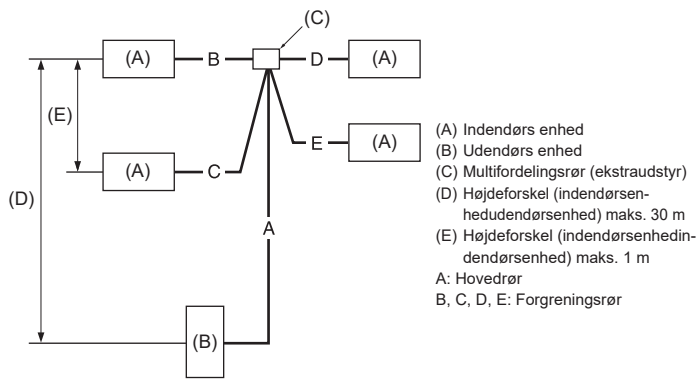 (C)
(A)
B
D
(A)
(E)
(A)
C
E
(A)
(D)
A
(B)
(A) Indendørs enhed
(B) Udendørs enhed
(C) Multifordelingsrør (ekstraudstyr)
(D) Højdeforskel (indendørsen-
hedudendørsenhed) maks. 30 m
(E) Højdeforskel (indendørsenhedin-
dendørsenhed) maks. 1 m
A: Hovedrør
B, C, D, E: Forgreningsrør